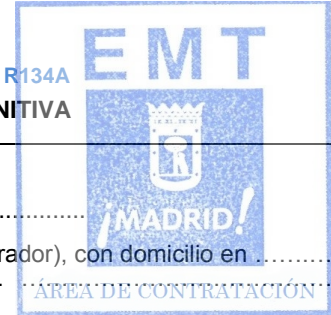 EMT
R134A
NITIVA
¡MADRID!
rador), con domicilio en ..........
ÁREA DE CONTRATACIÓN